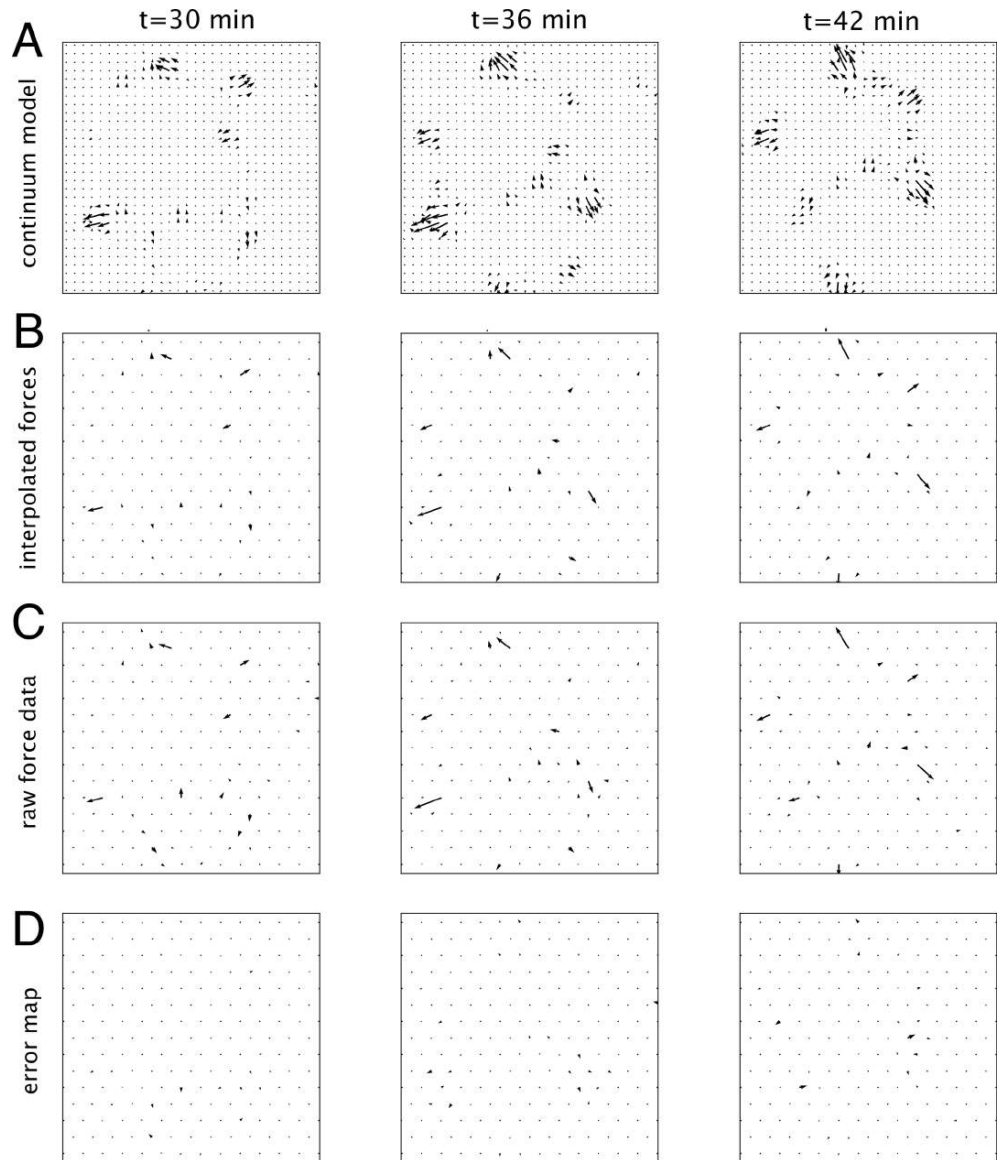 t=30 min t=36 min t=42 min
A
continuum model
B
interpolated forces
C
raw force data
D
error map